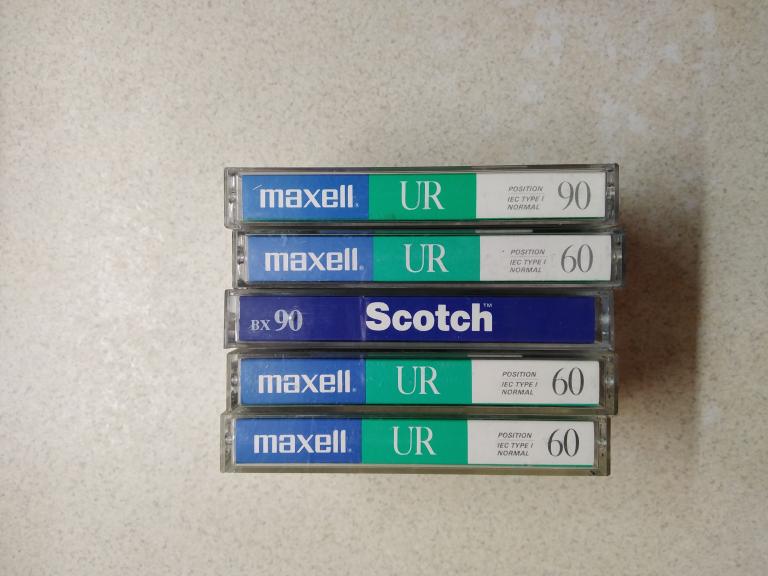 maxell UR POSITION IEC TYPE I NORMAL 90
maxell UR POSITION IEC TYPE I NORMAL 60
BX 90 Scotch™
maxell UR POSITION IEC TYPE I NORMAL 60
maxell UR POSITION IEC TYPE I NORMAL 60